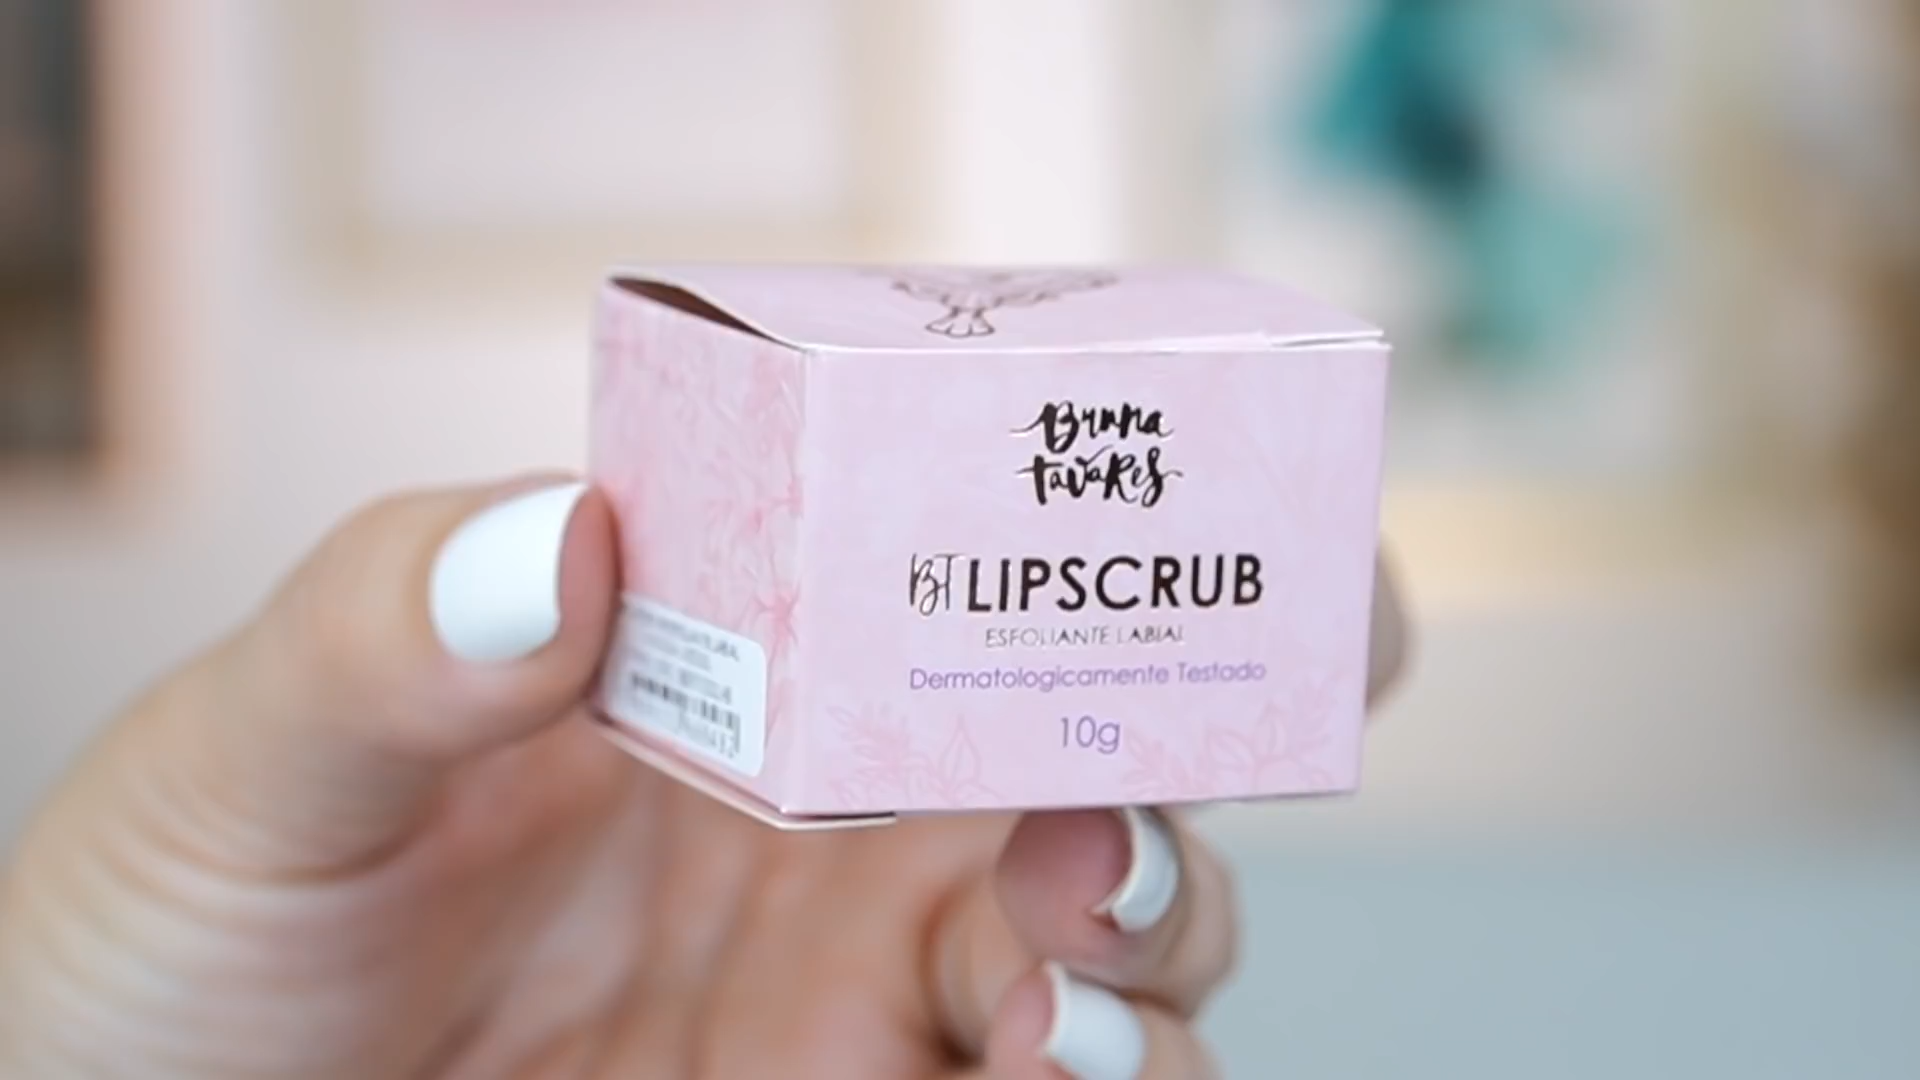 Bruna
Tavares
BT LIPSCRUB
ESFOLIANTE LABIAL
Dermatologicamente Testado
10g